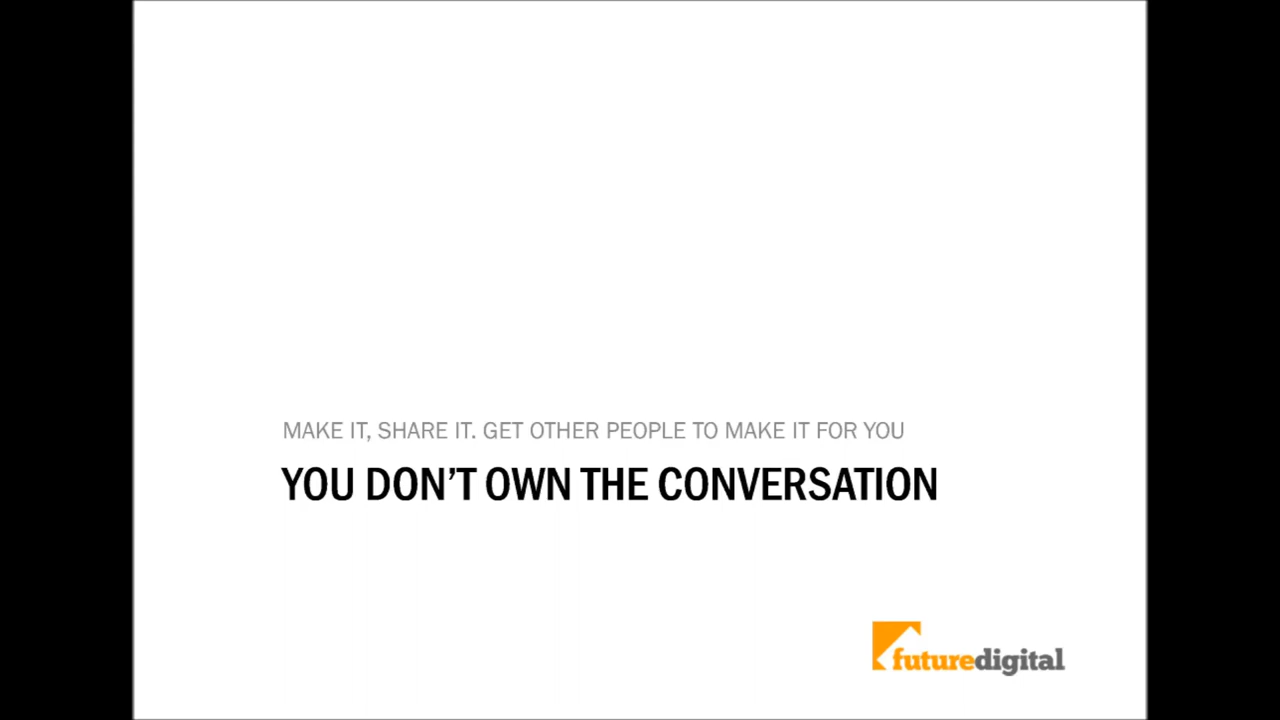 MAKE IT, SHARE IT. GET OTHER PEOPLE TO MAKE IT FOR YOU
YOU DON’T OWN THE CONVERSATION
futuredigital